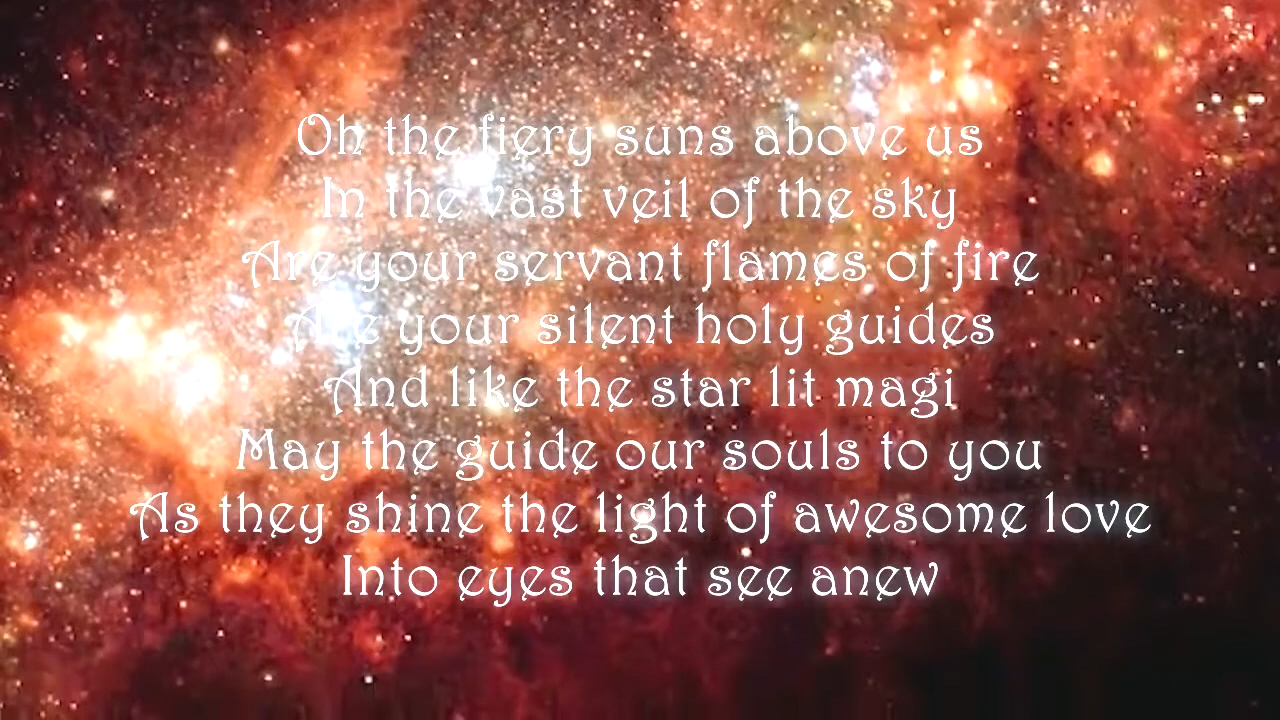 Oh the fiery suns above us
In the vast veil of the sky
Are your servant flames of fire
Are your silent holy guides
And like the star lit magi
May the guide our souls to you
As they shine the light of awesome love
Into eyes that see anew